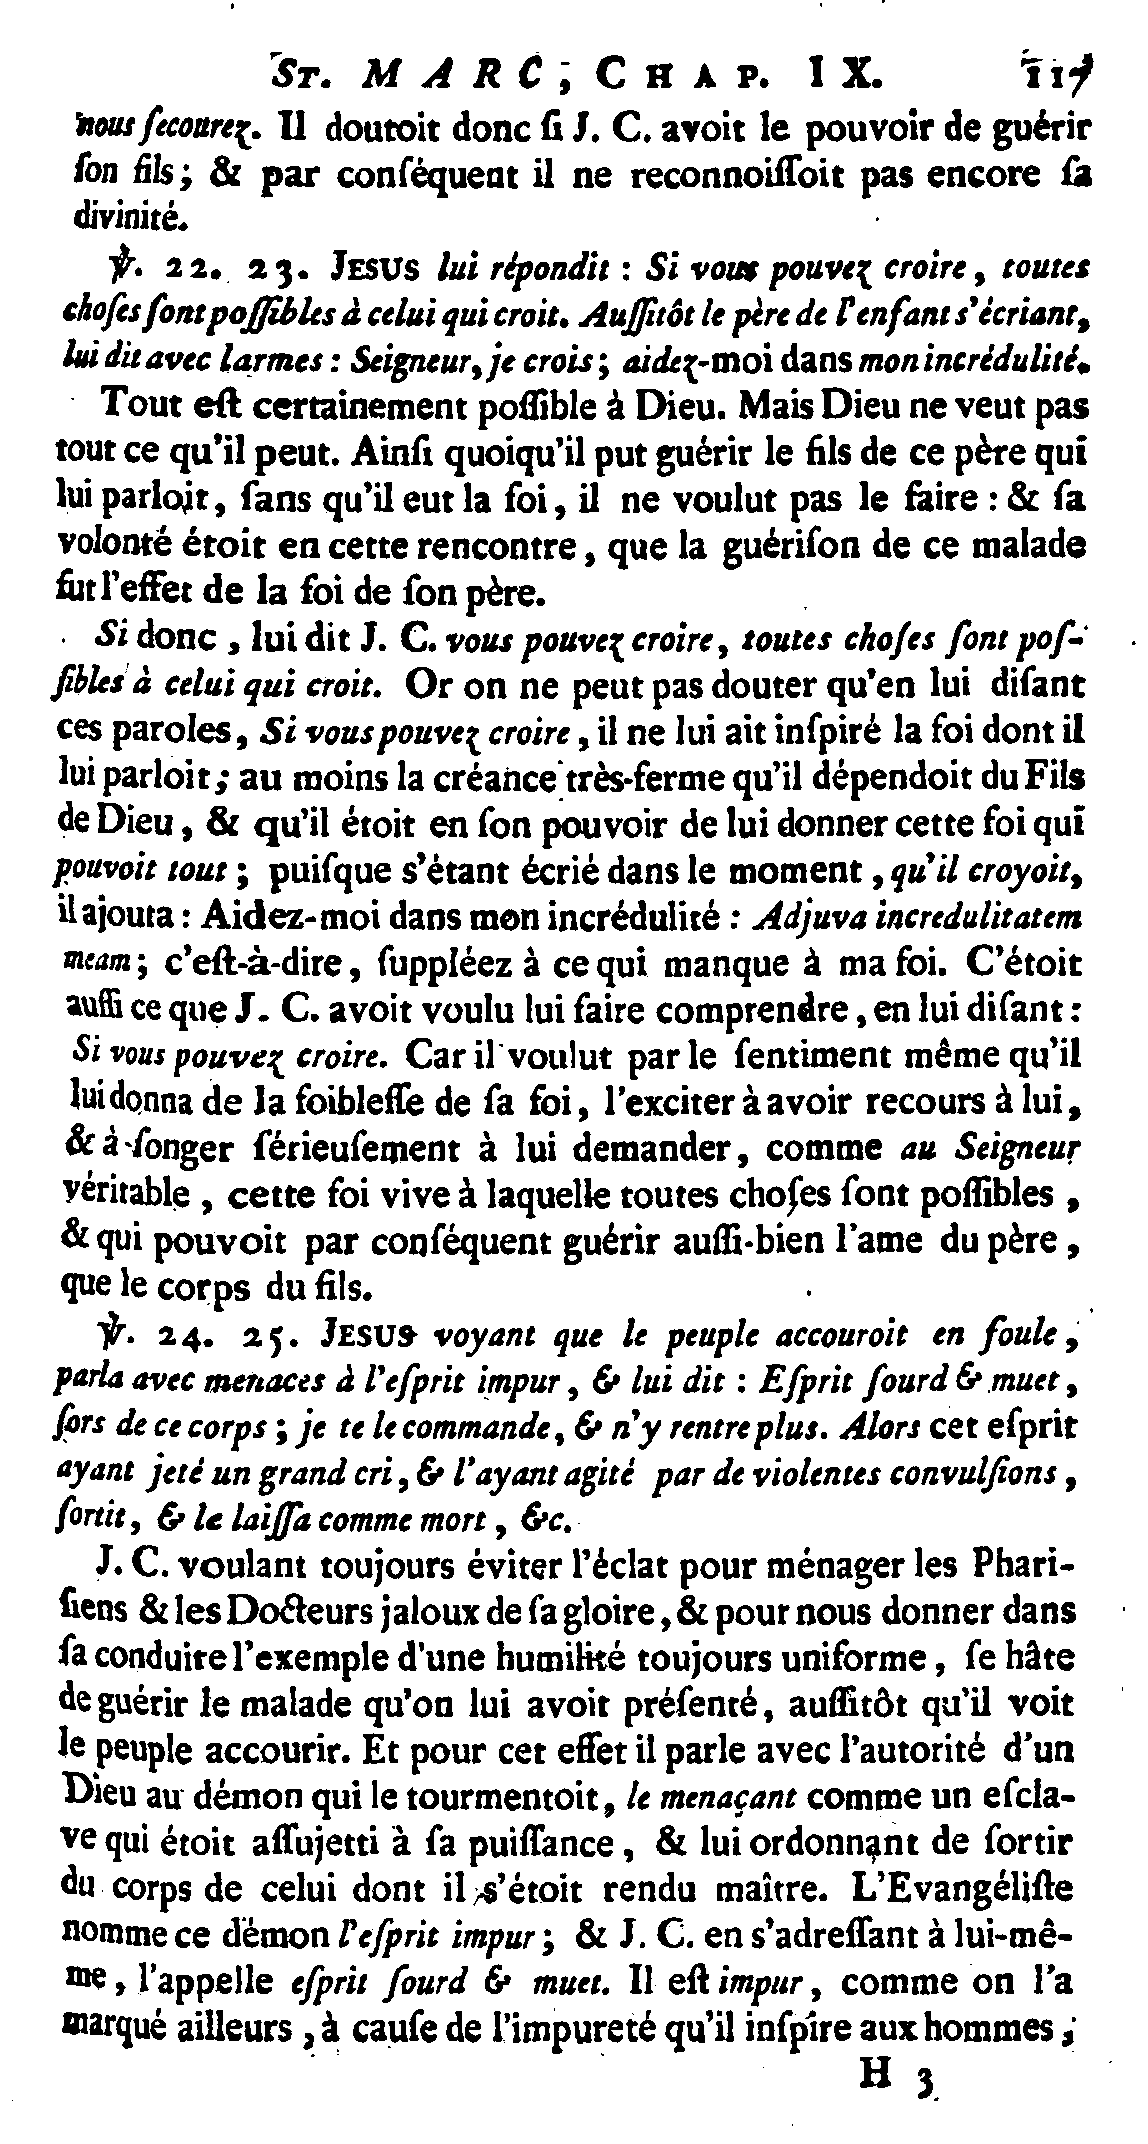 ST. MARC, CHAP. IX. 117
nous ſecourez. Il doutoit donc ſi J. C. avoit le pouvoir de guérir
ſon fils; & par conſéquent il ne reconnoiſſoit pas encore ſa
divinité.
℣. 22. 23. JESUS lui répondit : Si vous pouvez croire, toutes
choſes ſont poſſibles à celui qui croit. Auſſitôt le père de l'enfant s'écriant,
lui dit avec larmes : Seigneur, je crois; aidez-moi dans mon incrédulité.
Tout eſt certainement poſſible à Dieu. Mais Dieu ne veut pas
tout ce qu'il peut. Ainſi quoiqu'il put guérir le fils de ce père qui
lui parloit, ſans qu'il eut la foi, il ne voulut pas le faire : & ſa
volonté étoit en cette rencontre, que la guériſon de ce malade
fut l'effet de la foi de ſon père.
Si donc, lui dit J. C. vous pouvez croire, toutes choſes ſont poſ-
ſibles à celui qui croit. Or on ne peut pas douter qu'en lui diſant
ces paroles, Si vous pouvez croire, il ne lui ait inſpiré la foi dont il
lui parloit; au moins la créance très-ferme qu'il dépendoit du Fils
de Dieu, & qu'il étoit en ſon pouvoir de lui donner cette foi qui
pouvoit tout; puiſque s'étant écrié dans le moment, qu'il croyoit,
il ajouta : Aidez-moi dans mon incrédulité : Adjuva incredulitatem
meam; c'eſt-à-dire, ſuppléez à ce qui manque à ma foi. C'étoit
auſſi ce que J. C. avoit voulu lui faire comprendre, en lui diſant :
Si vous pouvez croire. Car il voulut par le ſentiment même qu'il
lui donna de la foibleſſe de ſa foi, l'exciter à avoir recours à lui,
& à ſonger ſérieuſement à lui demander, comme au Seigneur
véritable, cette foi vive à laquelle toutes choſes ſont poſſibles,
& qui pouvoit par conſéquent guérir auſſi-bien l'ame du père,
que le corps du fils.
℣. 24. 25. JESUS voyant que le peuple accouroit en foule,
parla avec menaces à l'eſprit impur, & lui dit : Eſprit ſourd & muet,
ſors de ce corps; je te le commande, & n'y rentre plus. Alors cet eſprit
ayant jeté un grand cri, & l'ayant agité par de violentes convulſions,
ſortit, & le laiſſa comme mort, &c.
J. C. voulant toujours éviter l'éclat pour ménager les Phari-
ſiens & les Docteurs jaloux de ſa gloire, & pour nous donner dans
ſa conduite l'exemple d'une humilité toujours uniforme, ſe hâte
de guérir le malade qu'on lui avoit préſenté, auſſitôt qu'il voit
le peuple accourir. Et pour cet effet il parle avec l'autorité d'un
Dieu au démon qui le tourmentoit, le menaçant comme un eſcla-
ve qui étoit aſſujetti à ſa puiſſance, & lui ordonnant de ſortir
du corps de celui dont il s'étoit rendu maître. L'Evangéliſte
nomme ce démon l'eſprit impur; & J. C. en s'adreſſant à lui-mê-
me, l'appelle eſprit ſourd & muet. Il eſt impur, comme on l'a
marqué ailleurs, à cauſe de l'impureté qu'il inſpire aux hommes;
H 3